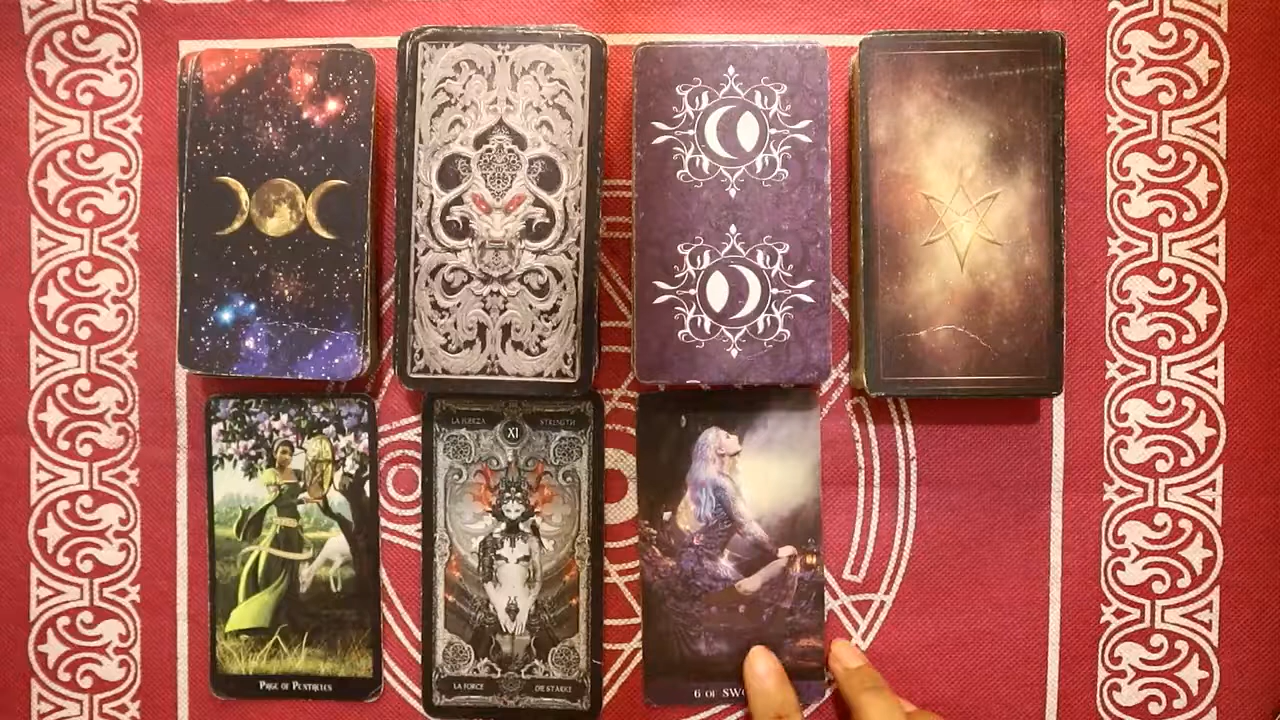 LA FUERZA
STRENGTH
XI
PAGE OF PENTACLES
LA FORCE
DIE STÄRKE
6 OF SWO